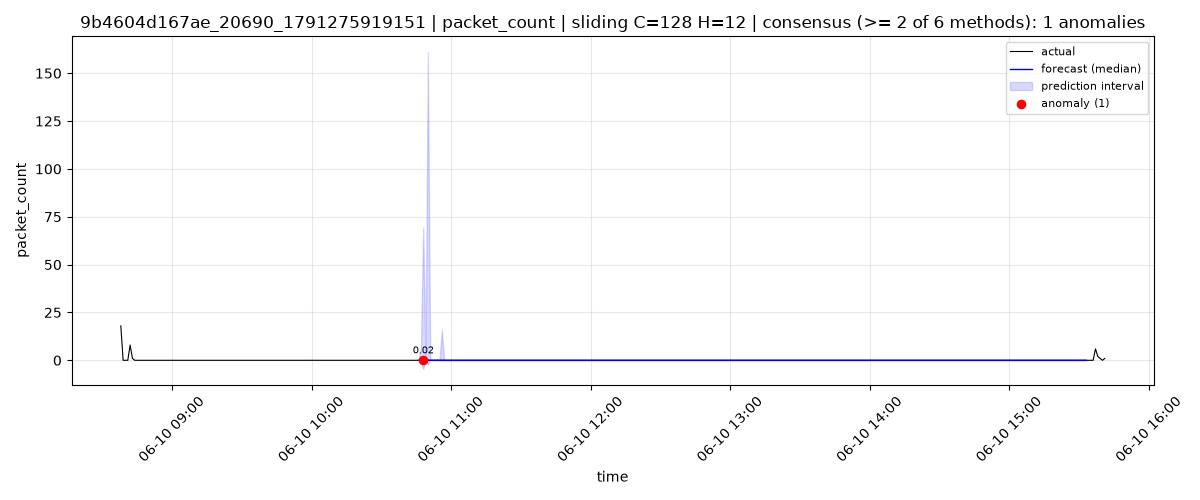 9b4604d167ae_20690_1791275919151 | packet_count | sliding C=128 H=12 | consensus (>= 2 of 6 methods): 1 anomalies
packet_count
150
125
100
75
50
25
0
actual
forecast (median)
prediction interval
anomaly (1)
0.02
06-10 09:00
06-10 10:00
06-10 11:00
06-10 12:00
06-10 13:00
06-10 14:00
06-10 15:00
06-10 16:00
time